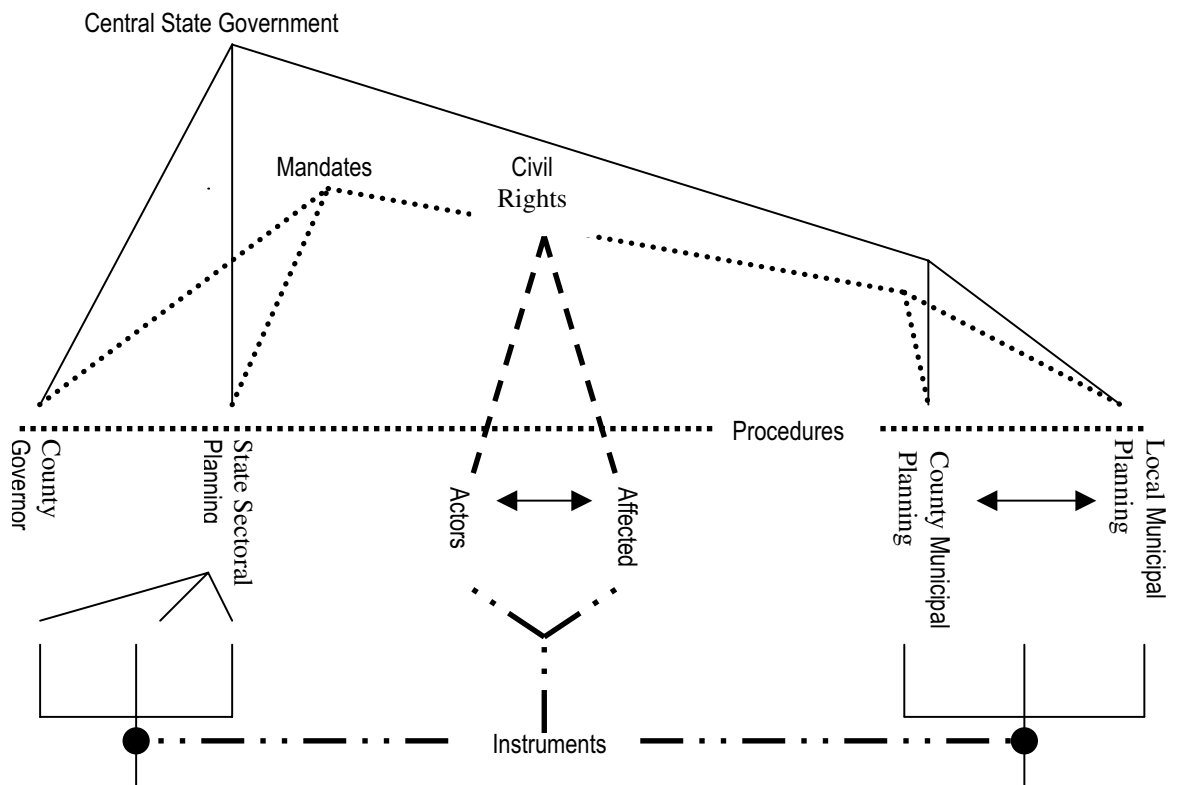 Central State Government
Mandates
Civil
Rights
Procedures
County
Governor
State Sectoral
Planning
Actors
Affected
County Municipal
Planning
Local Municipal
Planning
Instruments